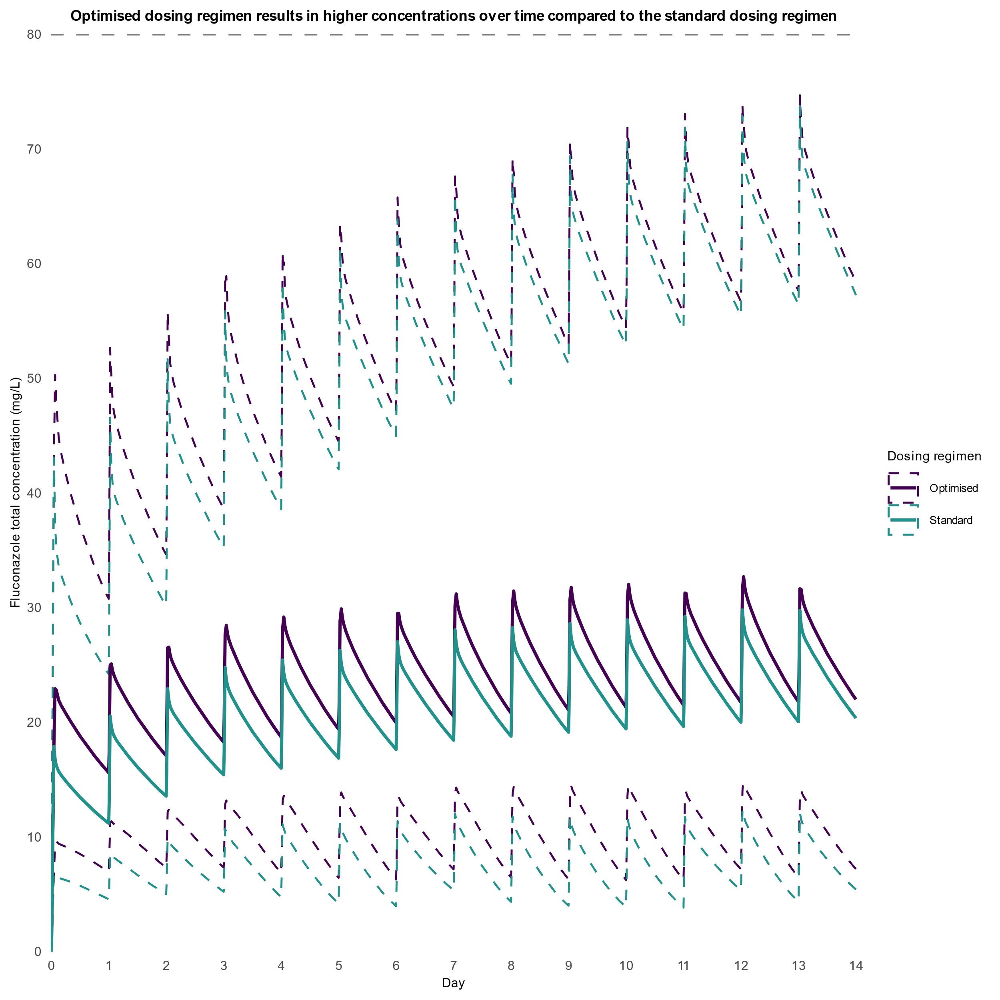 Optimised dosing regimen results in higher concentrations over time compared to the standard dosing regimen
80
70
60
50
40
30
20
10
0
Fluconazole total concentration (mg/L)
0 1 2 3 4 5 6 7 8 9 10 11 12 13 14
Day
Dosing regimen
Optimised
Standard